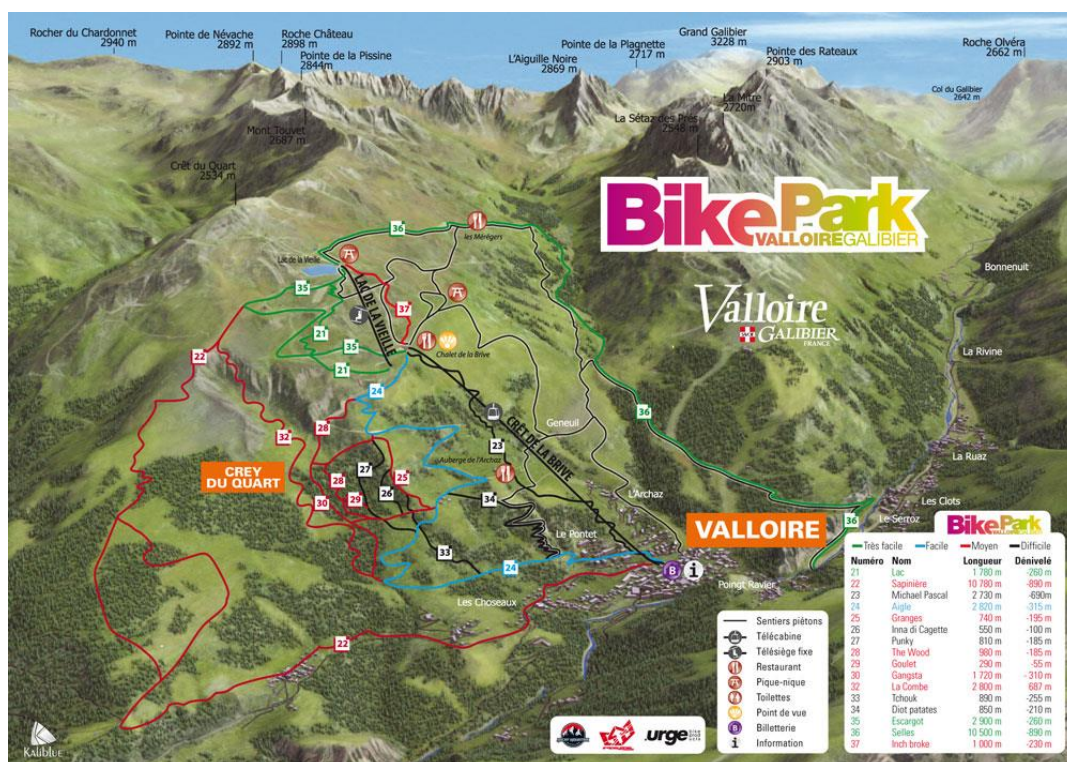 Rocher du Chardonnet
2940 m
Pointe de Névache
2892 m
Roche Château
2898 m
Pointe de la Pissine
2844m
L'Aiguille Noire
2869 m
Pointe de la Plagnette
2717 m
Grand Galibier
3228 m
Pointe des Rateaux
2903 m
Roche Olvéra
2662 m
Col du Galibier
2642 m
La Mitre
2720m
La Sétaz des Prés
2548 m
Mont Touvet
2687 m
Crêt du Quart
2534 m
BikePark
VALLOIREGALIBIER
Valloire
GALIBIER
FRANCE
Bonnenuit
La Rivine
La Ruaz
Les Clots
Le Serroz
36
les Mérégers
Lac de la Vieille
35
LAC DE LA VIEILLE
37
21
35
21
Chalet de la Brive
22
24
28
32
CRÊT DE LA BRIVE
23
Geneuil
36
Auberge de l'Archaz
CREY
DU QUART
27
28
25
26
29
30
34
L'Archaz
Le Pontet
VALLOIRE
33
24
36
B
i
Poingt Ravier
Les Choseaux
22
Sentiers piètons
Télécabine
Télésiège fixe
Restaurant
Pique-nique
Toilettes
Point de vue
B Billetterie
i Information
BikePark
Très facile Facile Moyen Difficile
Numéro Nom Longueur Dénivelé
21 Lac 1 780 m -260 m
22 Sapinière 10 780 m -890 m
23 Michael Pascal 2 730 m -690m
24 Aigle 2 820 m -315 m
25 Granges 740 m -195 m
26 Inna di Cagette 550 m -100 m
27 Punky 810 m -185 m
28 The Wood 980 m -185 m
29 Goulet 290 m -55 m
30 Gangsta 1 720 m - 310 m
32 La Combe 2 800 m 687 m
33 Tchouk 890 m -255 m
34 Diot patates 850 m -210 m
35 Escargot 2 900 m -260 m
36 Selles 10 500 m -890 m
37 Inch broke 1 000 m -230 m
.urge
KALIBLUE